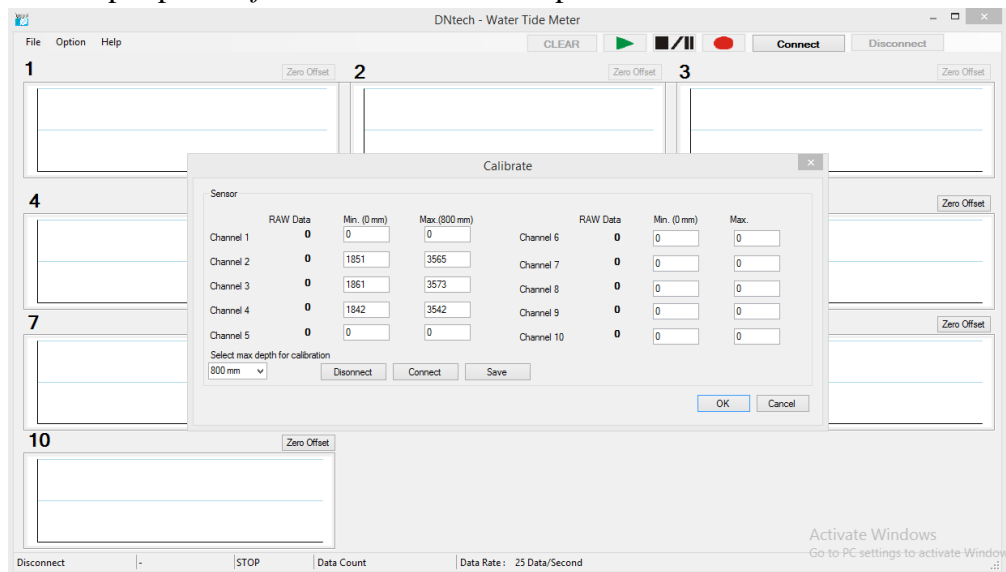 DNtech - Water Tide Meter
File Option Help CLEAR Connect Disconnect
1 Zero Offset 2 Zero Offset 3 Zero Offset
Calibrate
Sensor
RAW Data Min. (0 mm) Max.(800 mm) RAW Data Min. (0 mm) Max.
Channel 1 0 0 0 Channel 6 0 0 0
Channel 2 0 1851 3565 Channel 7 0 0 0
Channel 3 0 1861 3573 Channel 8 0 0 0
Channel 4 0 1842 3542 Channel 9 0 0 0
Channel 5 0 0 0 Channel 10 0 0 0
Select max depth for calibration
800 mm Disonnect Connect Save
OK Cancel
4 Zero Offset
7 Zero Offset
10 Zero Offset
Activate Windows
Go to PC settings to activate Window
Disconnect - STOP Data Count Data Rate : 25 Data/Second